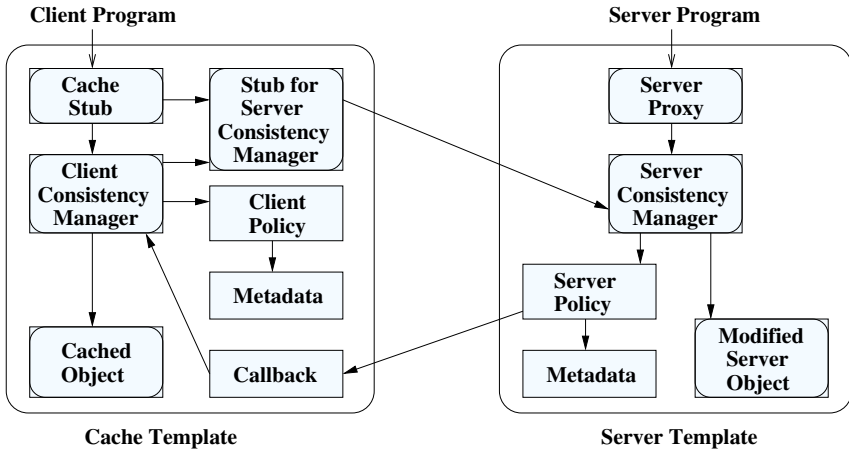 Client Program
Server Program
Cache
Stub
Stub for
Server
Consistency
Manager
Client
Consistency
Manager
Client
Policy
Metadata
Cached
Object
Callback
Server
Proxy
Server
Consistency
Manager
Server
Policy
Metadata
Modified
Server
Object
Cache Template
Server Template